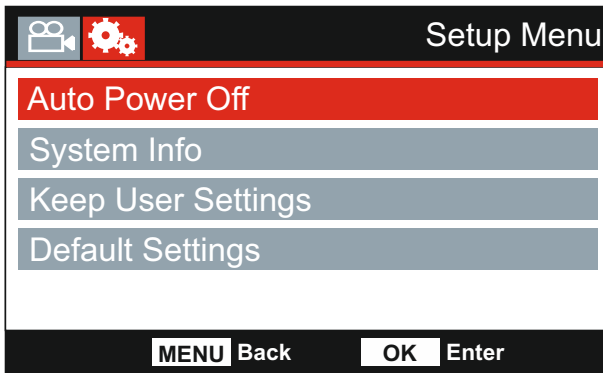 Setup Menu
Auto Power Off
System Info
Keep User Settings
Default Settings
MENU Back OK Enter